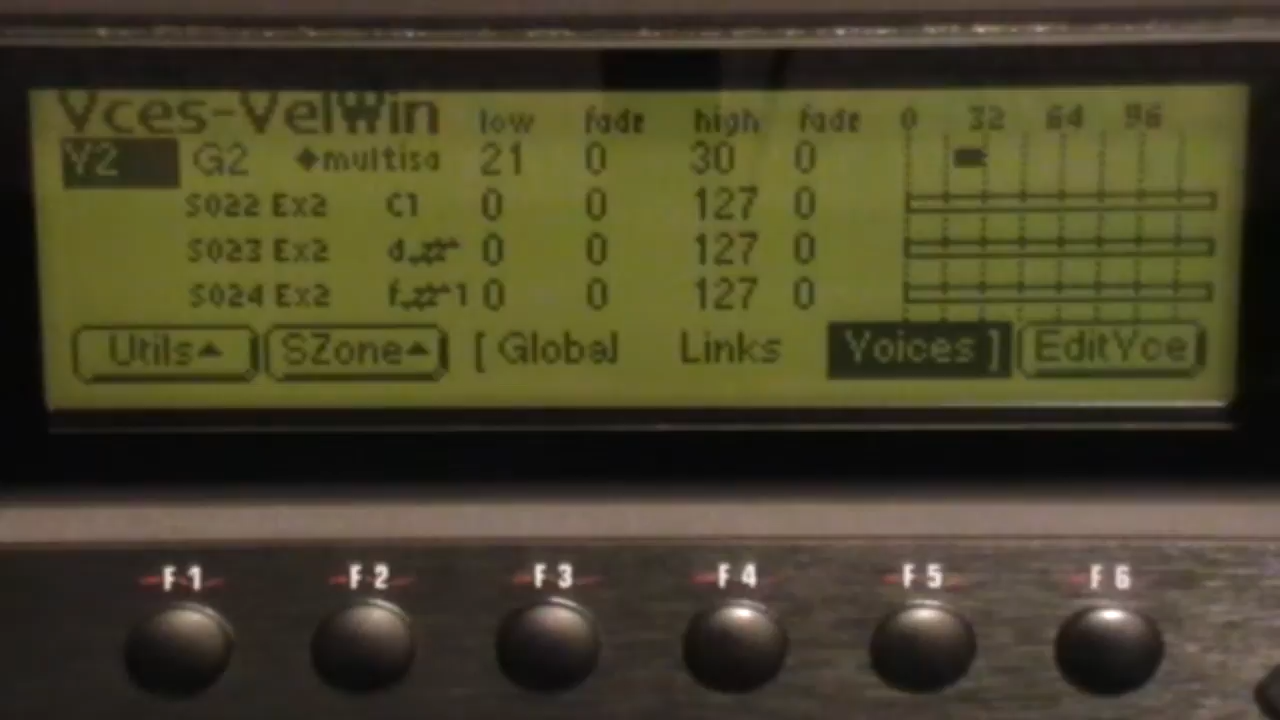 Vces-VelWin low fade high fade 0 32 64 96
V2 G2 ◆multisa 21 0 30 0
S022 Ex2 C1 0 0 127 0
S023 Ex2 0 0 127 0
S024 Ex2 0 0 127 0
Utils SZone [ Global Links Voices ] EditVce
F1 F2 F3 F4 F5 F6